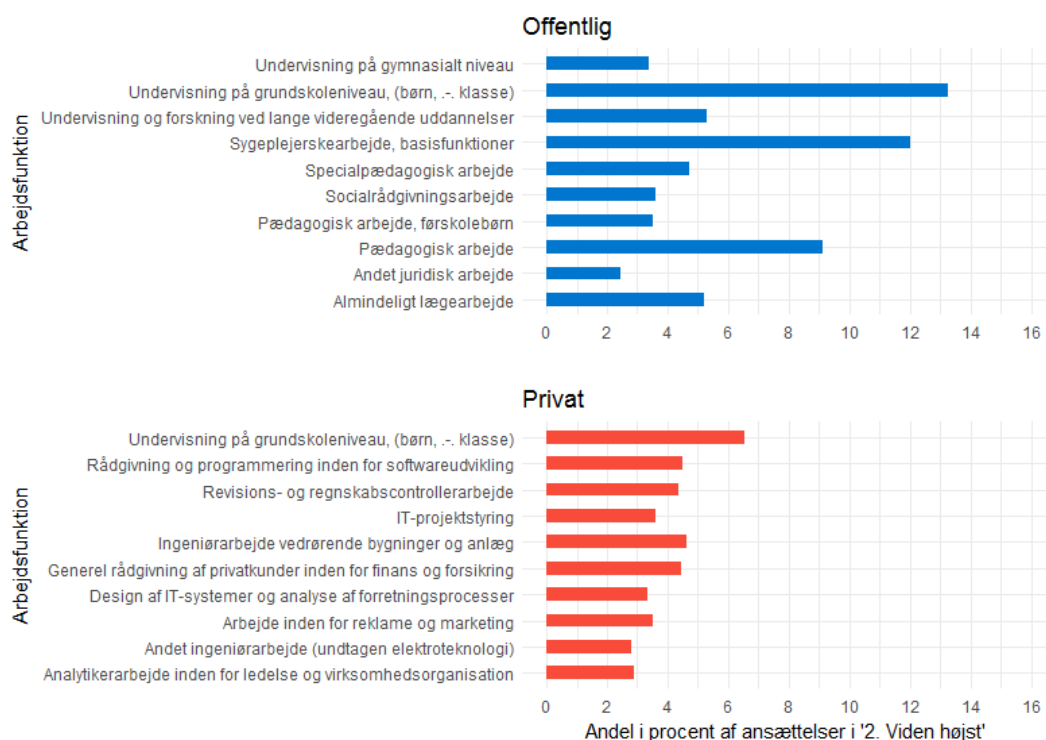 Offentlig
Arbejdsfunktion
Undervisning på gymnasialt niveau
Undervisning på grundskoleniveau, (børn, .-. klasse)
Undervisning og forskning ved lange videregående uddannelser
Sygeplejerskearbejde, basisfunktioner
Specialpædagogisk arbejde
Socialrådgivningsarbejde
Pædagogisk arbejde, førskolebørn
Pædagogisk arbejde
Andet juridisk arbejde
Almindeligt lægearbejde
0 2 4 6 8 10 12 14 16
Privat
Arbejdsfunktion
Undervisning på grundskoleniveau, (børn, .-. klasse)
Rådgivning og programmering inden for softwareudvikling
Revisions- og regnskabscontrollerarbejde
IT-projektstyring
Ingeniørarbejde vedrørende bygninger og anlæg
Generel rådgivning af privatkunder inden for finans og forsikring
Design af IT-systemer og analyse af forretningsprocesser
Arbejde inden for reklame og marketing
Andet ingeniørarbejde (undtagen elektroteknologi)
Analytikerarbejde inden for ledelse og virksomhedsorganisation
0 2 4 6 8 10 12 14 16
Andel i procent af ansættelser i '2. Viden højst'